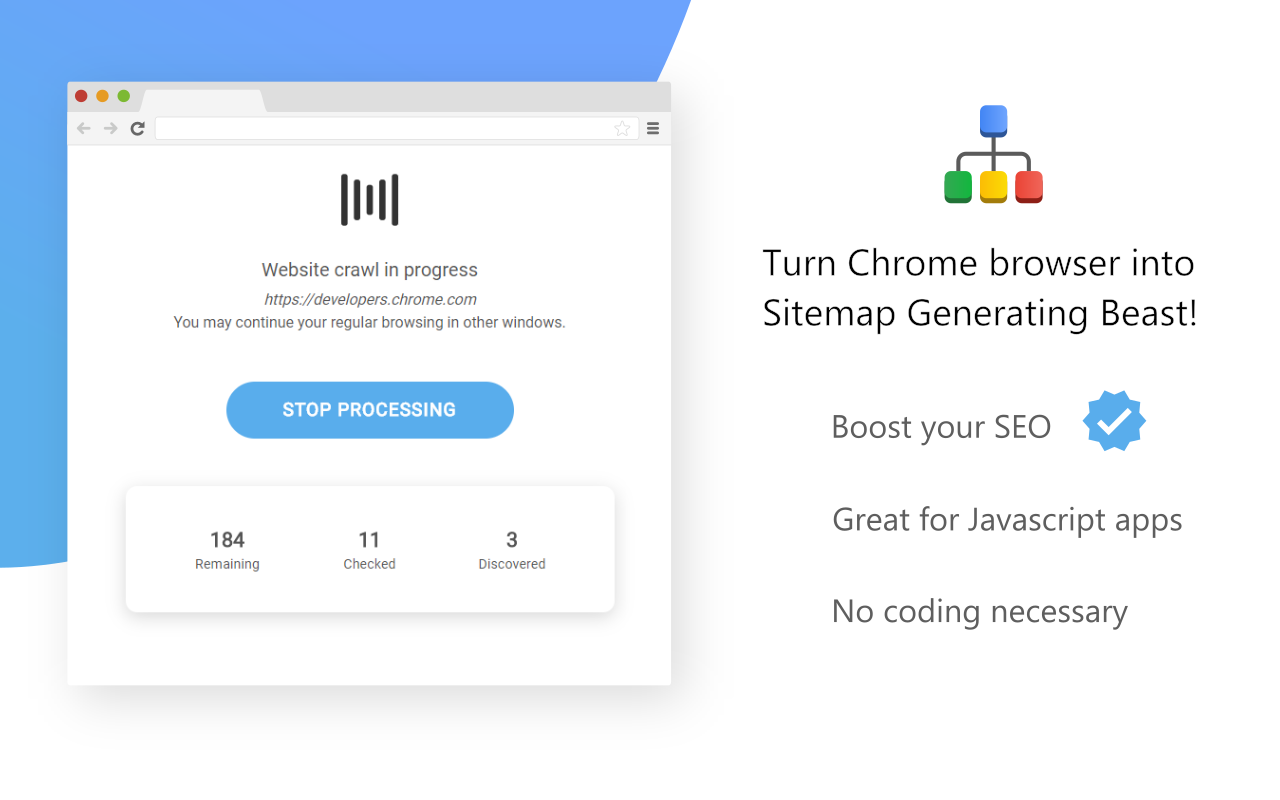 Website crawl in progress
https://developers.chrome.com
You may continue your regular browsing in other windows.
STOP PROCESSING
184 11 3
Remaining Checked Discovered
Turn Chrome browser into
Sitemap Generating Beast!
Boost your SEO
Great for Javascript apps
No coding necessary